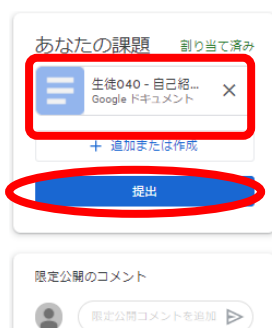 あなたの課題 割り当て済み
生徒040 - 自己紹...
Google ドキュメント
+ 追加または作成
提出
限定公開のコメント
限定公開コメントを追加